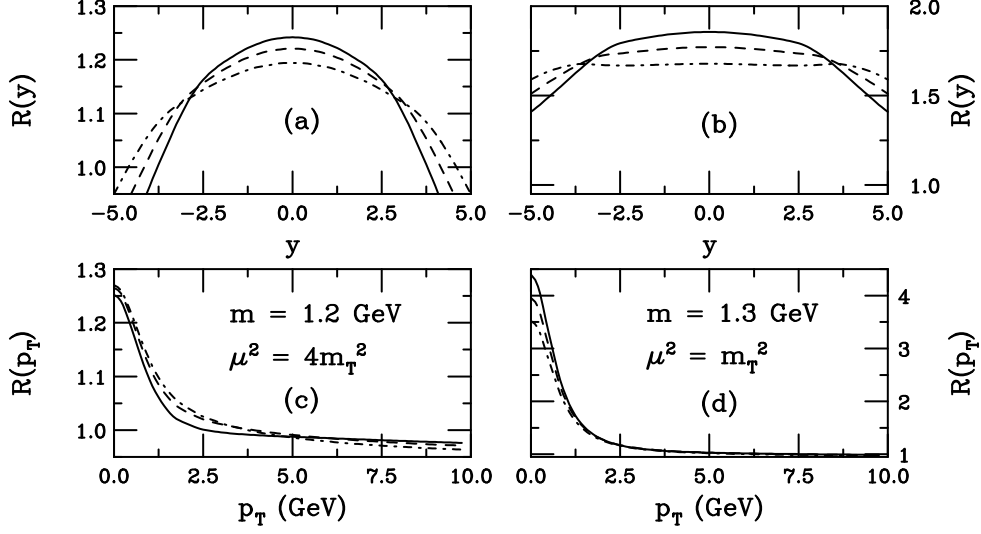 1.3
1.2
1.1
1.0
R(y)
(a)
−5.0 −2.5 0.0 2.5 5.0
y
2.0
1.5
1.0
R(y)
(b)
−5.0 −2.5 0.0 2.5 5.0
y
1.3
1.2
1.1
1.0
R(p_T)
m = 1.2 GeV
μ² = 4m_T²
(c)
0.0 2.5 5.0 7.5 10.0
p_T (GeV)
4
3
2
1
R(p_T)
m = 1.3 GeV
μ² = m_T²
(d)
0.0 2.5 5.0 7.5 10.0
p_T (GeV)